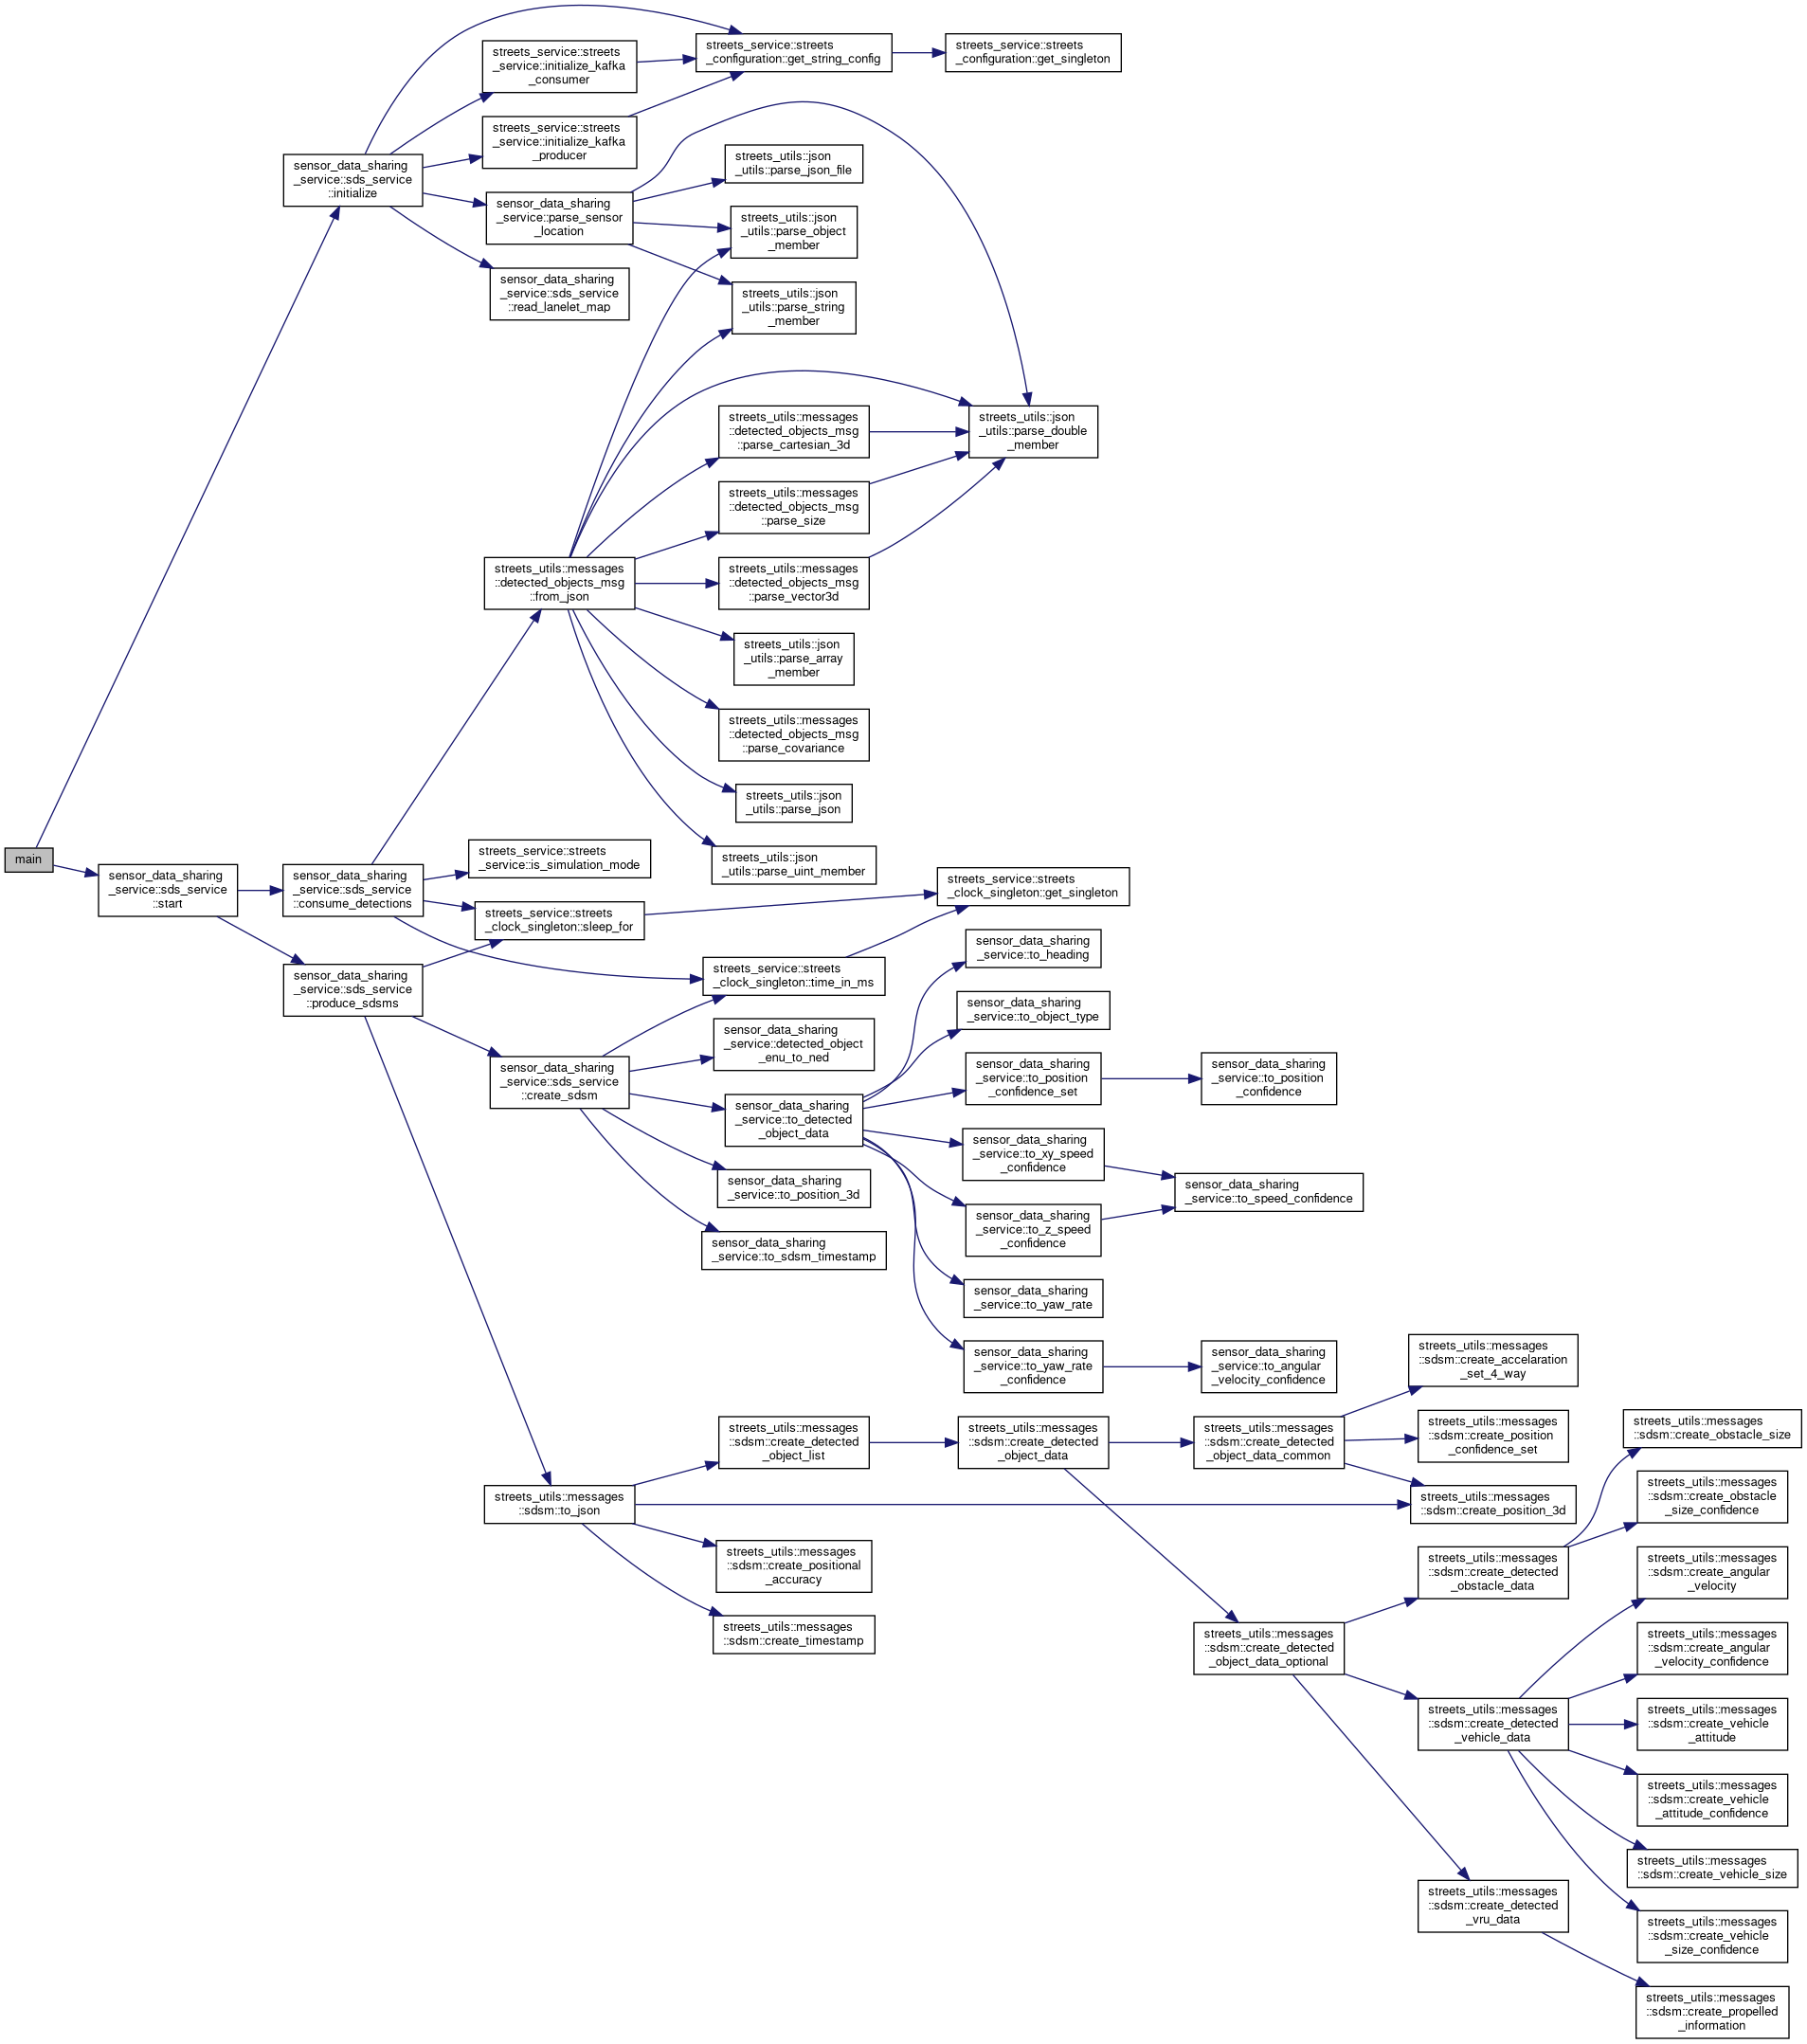 main
sensor_data_sharing
_service::sds_service
::initialize
sensor_data_sharing
_service::sds_service
::start
streets_service::streets
_service::initialize_kafka
_consumer
streets_service::streets
_service::initialize_kafka
_producer
sensor_data_sharing
_service::parse_sensor
_location
sensor_data_sharing
_service::sds_service
::read_lanelet_map
streets_service::streets
_configuration::get_string_config
streets_service::streets
_configuration::get_singleton
streets_utils::json
_utils::parse_json_file
streets_utils::json
_utils::parse_object
_member
streets_utils::json
_utils::parse_string
_member
streets_utils::json
_utils::parse_double
_member
streets_utils::messages
::detected_objects_msg
::parse_cartesian_3d
streets_utils::messages
::detected_objects_msg
::parse_size
streets_utils::messages
::detected_objects_msg
::from_json
streets_utils::messages
::detected_objects_msg
::parse_vector3d
streets_utils::json
_utils::parse_array
_member
streets_utils::messages
::detected_objects_msg
::parse_covariance
streets_utils::json
_utils::parse_json
streets_utils::json
_utils::parse_uint_member
sensor_data_sharing
_service::sds_service
::consume_detections
streets_service::streets
_service::is_simulation_mode
streets_service::streets
_clock_singleton::sleep_for
streets_service::streets
_clock_singleton::get_singleton
sensor_data_sharing
_service::sds_service
::produce_sdsms
streets_service::streets
_clock_singleton::time_in_ms
sensor_data_sharing
_service::to_heading
sensor_data_sharing
_service::to_object_type
sensor_data_sharing
_service::detected_object
_enu_to_ned
sensor_data_sharing
_service::sds_service
::create_sdsm
sensor_data_sharing
_service::to_detected
_object_data
sensor_data_sharing
_service::to_position
_confidence_set
sensor_data_sharing
_service::to_position
_confidence
sensor_data_sharing
_service::to_xy_speed
_confidence
sensor_data_sharing
_service::to_speed_confidence
sensor_data_sharing
_service::to_position_3d
sensor_data_sharing
_service::to_z_speed
_confidence
sensor_data_sharing
_service::to_sdsm_timestamp
sensor_data_sharing
_service::to_yaw_rate
sensor_data_sharing
_service::to_yaw_rate
_confidence
sensor_data_sharing
_service::to_angular
_velocity_confidence
streets_utils::messages
::sdsm::create_accelaration
_set_4_way
streets_utils::messages
::sdsm::create_detected
_object_list
streets_utils::messages
::sdsm::create_detected
_object_data
streets_utils::messages
::sdsm::create_detected
_object_data_common
streets_utils::messages
::sdsm::create_position
_confidence_set
streets_utils::messages
::sdsm::create_obstacle_size
streets_utils::messages
::sdsm::to_json
streets_utils::messages
::sdsm::create_position_3d
streets_utils::messages
::sdsm::create_obstacle
_size_confidence
streets_utils::messages
::sdsm::create_positional
_accuracy
streets_utils::messages
::sdsm::create_detected
_obstacle_data
streets_utils::messages
::sdsm::create_angular
_velocity
streets_utils::messages
::sdsm::create_timestamp
streets_utils::messages
::sdsm::create_detected
_object_data_optional
streets_utils::messages
::sdsm::create_angular
_velocity_confidence
streets_utils::messages
::sdsm::create_detected
_vehicle_data
streets_utils::messages
::sdsm::create_vehicle
_attitude
streets_utils::messages
::sdsm::create_vehicle
_attitude_confidence
streets_utils::messages
::sdsm::create_vehicle_size
streets_utils::messages
::sdsm::create_detected
_vru_data
streets_utils::messages
::sdsm::create_vehicle
_size_confidence
streets_utils::messages
::sdsm::create_propelled
_information